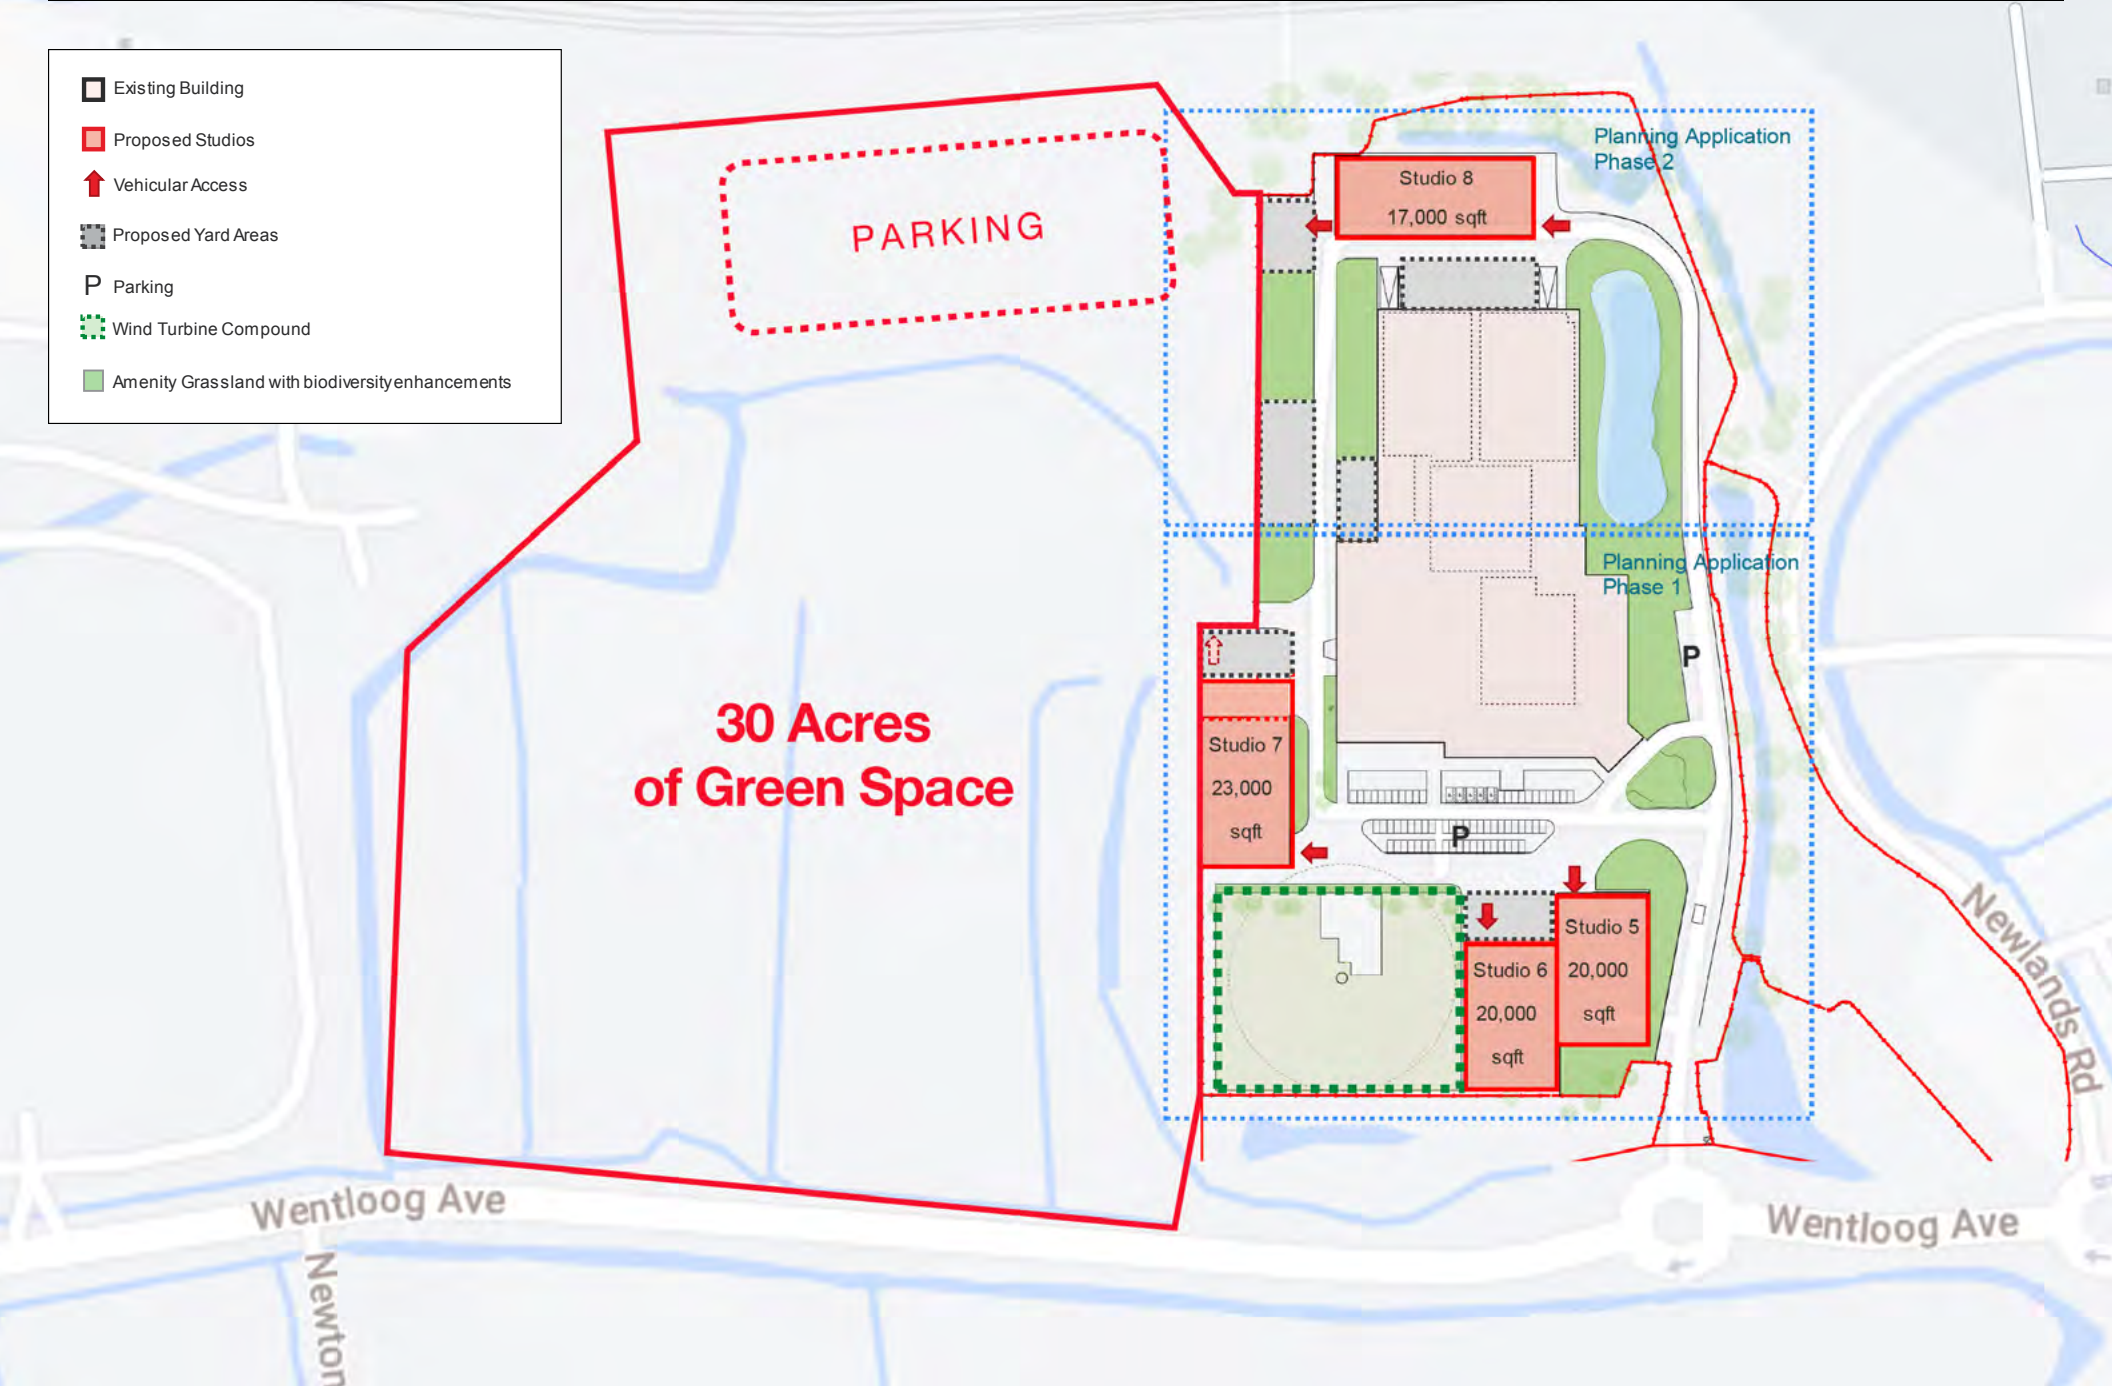 Existing Building
Proposed Studios
Vehicular Access
Proposed Yard Areas
P Parking
Wind Turbine Compound
Amenity Grassland with biodiversity enhancements
PARKING
Planning Application
Phase 2
Studio 8
17,000 sqft
Planning Application
Phase 1
P
30 Acres
of Green Space
Studio 7
23,000
sqft
P
Studio 5
20,000
sqft
Studio 6
20,000
sqft
Newlands Rd
Wentloog Ave
Wentloog Ave
Newton